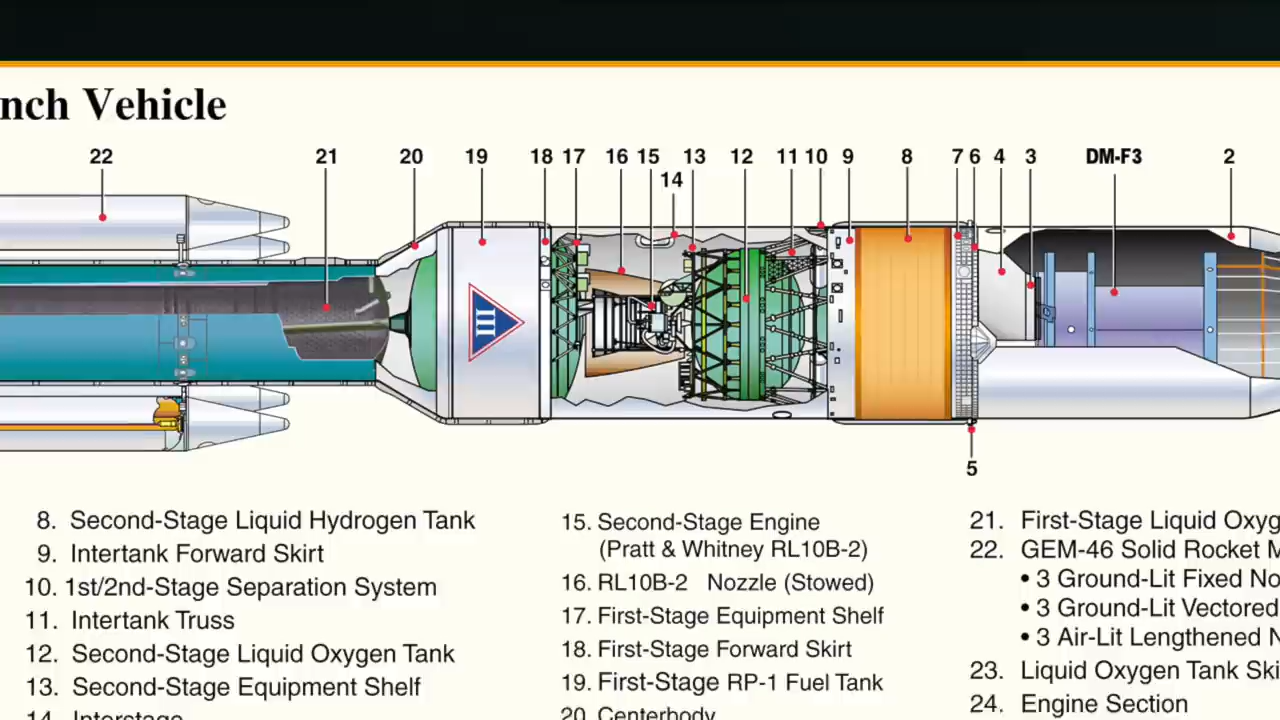 nch Vehicle
22 21 20 19 18 17 16 15 13 12 11 10 9 8 7 6 4 3 DM-F3 2
14
III
5
8. Second-Stage Liquid Hydrogen Tank
9. Intertank Forward Skirt
10. 1st/2nd-Stage Separation System
11. Intertank Truss
12. Second-Stage Liquid Oxygen Tank
13. Second-Stage Equipment Shelf
14. Interstage
15. Second-Stage Engine
(Pratt & Whitney RL10B-2)
16. RL10B-2 Nozzle (Stowed)
17. First-Stage Equipment Shelf
18. First-Stage Forward Skirt
19. First-Stage RP-1 Fuel Tank
20. Centerbody
21. First-Stage Liquid Oxyg
22. GEM-46 Solid Rocket M
• 3 Ground-Lit Fixed No
• 3 Ground-Lit Vectored
• 3 Air-Lit Lengthened N
23. Liquid Oxygen Tank Ski
24. Engine Section